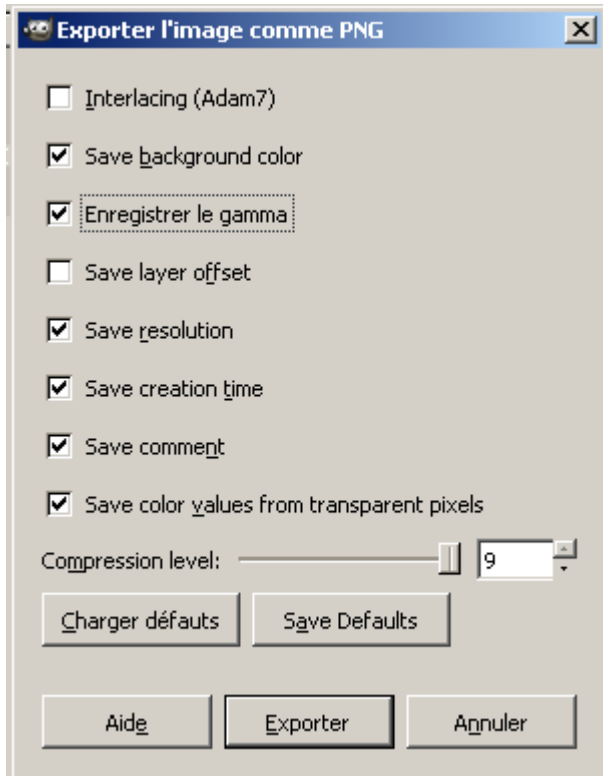 Exporter l'image comme PNG
Interlacing (Adam7)
Save background color
Enregistrer le gamma
Save layer offset
Save resolution
Save creation time
Save comment
Save color values from transparent pixels
Compression level: 9
Charger défauts Save Defaults
Aide Exporter Annuler